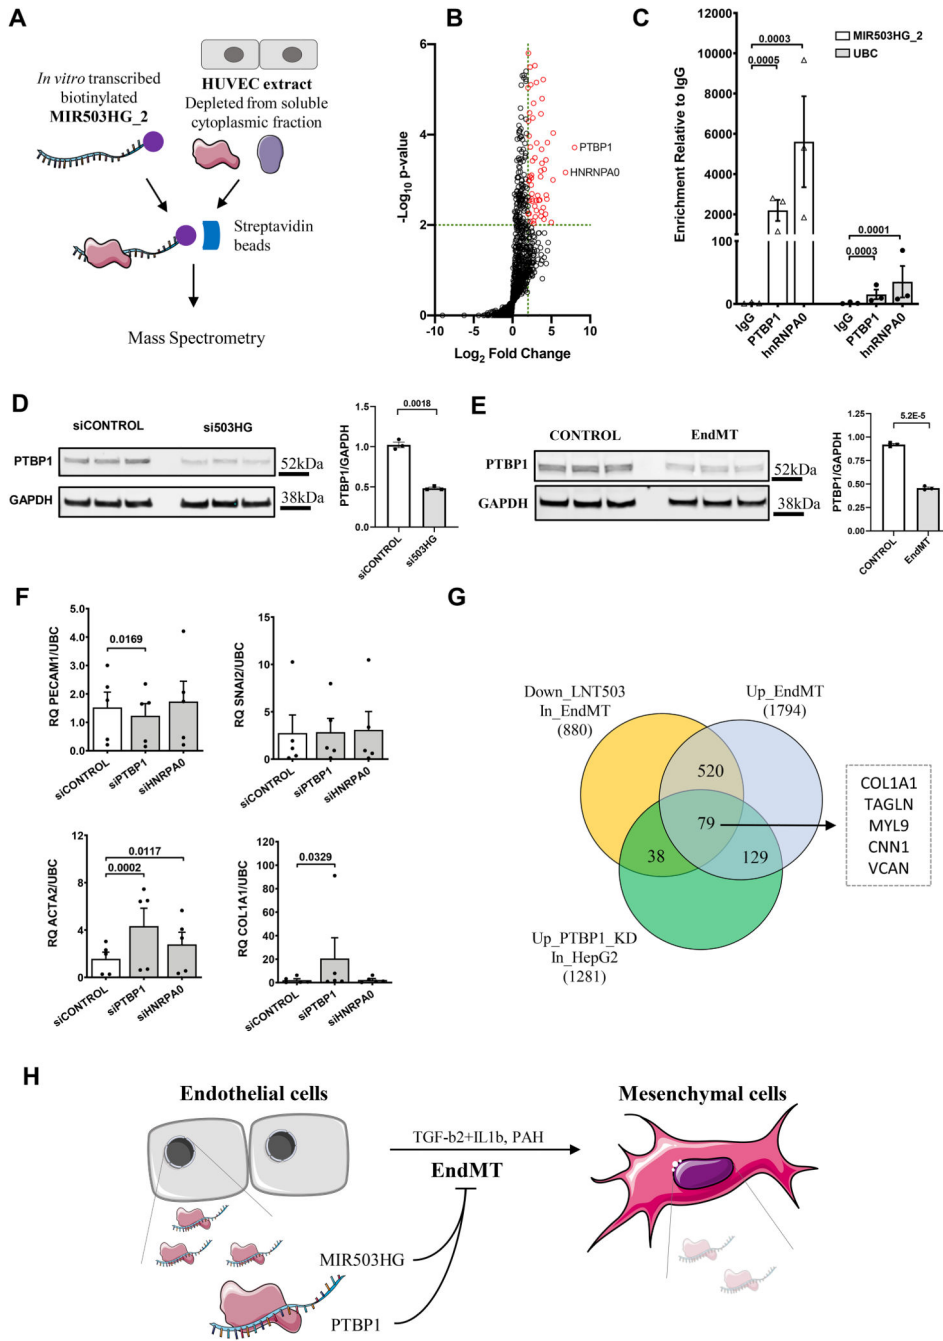 A
In vitro transcribed
biotinylated
MIR503HG_2
HUVEC extract
Depleted from soluble
cytoplasmic fraction
Streptavidin
beads
Mass Spectrometry
B
6
4
2
0
-10
-5
0
5
10
-Log10 p-value
Log2 Fold Change
PTBP1
HNRNPA0
C
12000
10000
8000
6000
4000
2000
100
0
Enrichment Relative to IgG
0.0003
0.0005
MIR503HG_2
UBC
0.0001
0.0003
IgG
PTBP1
hnRNPA0
IgG
PTBP1
hnRNPA0
D
siCONTROL
si503HG
PTBP1
52kDa
GAPDH
38kDa
PTBP1/GAPDH
1.5
1.0
0.5
0.0
0.0018
siCONTROL
si503HG
E
CONTROL
EndMT
PTBP1
52kDa
GAPDH
38kDa
PTBP1/GAPDH
1.25
1.00
0.75
0.50
0.25
0.00
5.2E-5
CONTROL
EndMT
F
RQ PECAM1/UBC
5.0
4.0
3.0
2.0
1.0
0.0
0.0169
siCONTROL
siPTBP1
siHNRPA0
RQ SNAI2/UBC
15
10
5
0
siCONTROL
siPTBP1
siHNRPA0
RQ ACTA2/UBC
12
8
4
0
0.0117
0.0002
siCONTROL
siPTBP1
siHNRPA0
RQ COL1A1/UBC
120
100
80
60
40
20
0
0.0329
siCONTROL
siPTBP1
siHNRPA0
G
Down_LNT503
In_EndMT
(880)
Up_EndMT
(1794)
520
79
38
129
Up_PTBP1_KD
In_HepG2
(1281)
COL1A1
TAGLN
MYL9
CNN1
VCAN
H
Endothelial cells
Mesenchymal cells
TGF-b2+IL1b, PAH
EndMT
MIR503HG
PTBP1